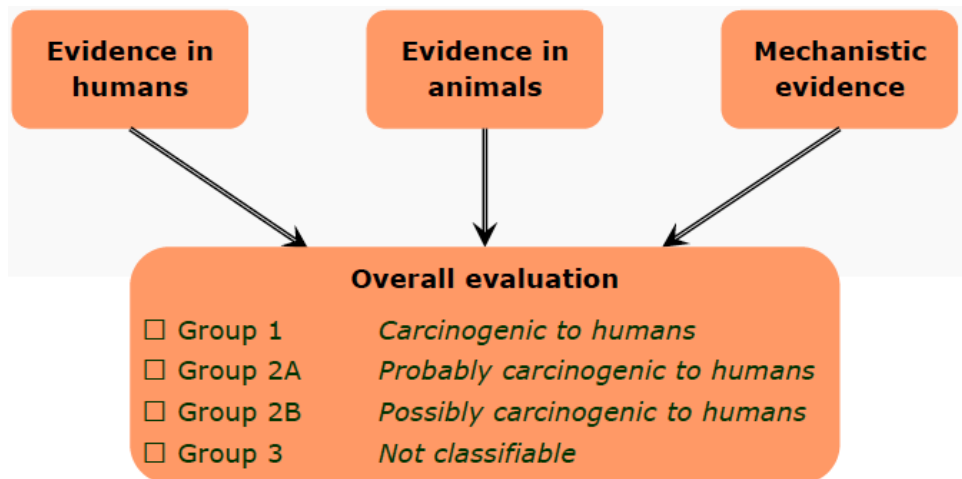 Evidence in
humans
Evidence in
animals
Mechanistic
evidence
Overall evaluation
☐ Group 1 Carcinogenic to humans
☐ Group 2A Probably carcinogenic to humans
☐ Group 2B Possibly carcinogenic to humans
☐ Group 3 Not classifiable